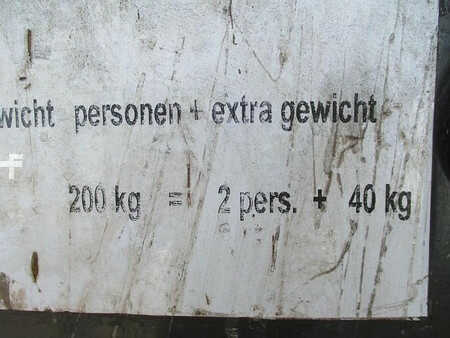 wicht personen + extra gewicht
+
200 kg = 2 pers. + 40 kg